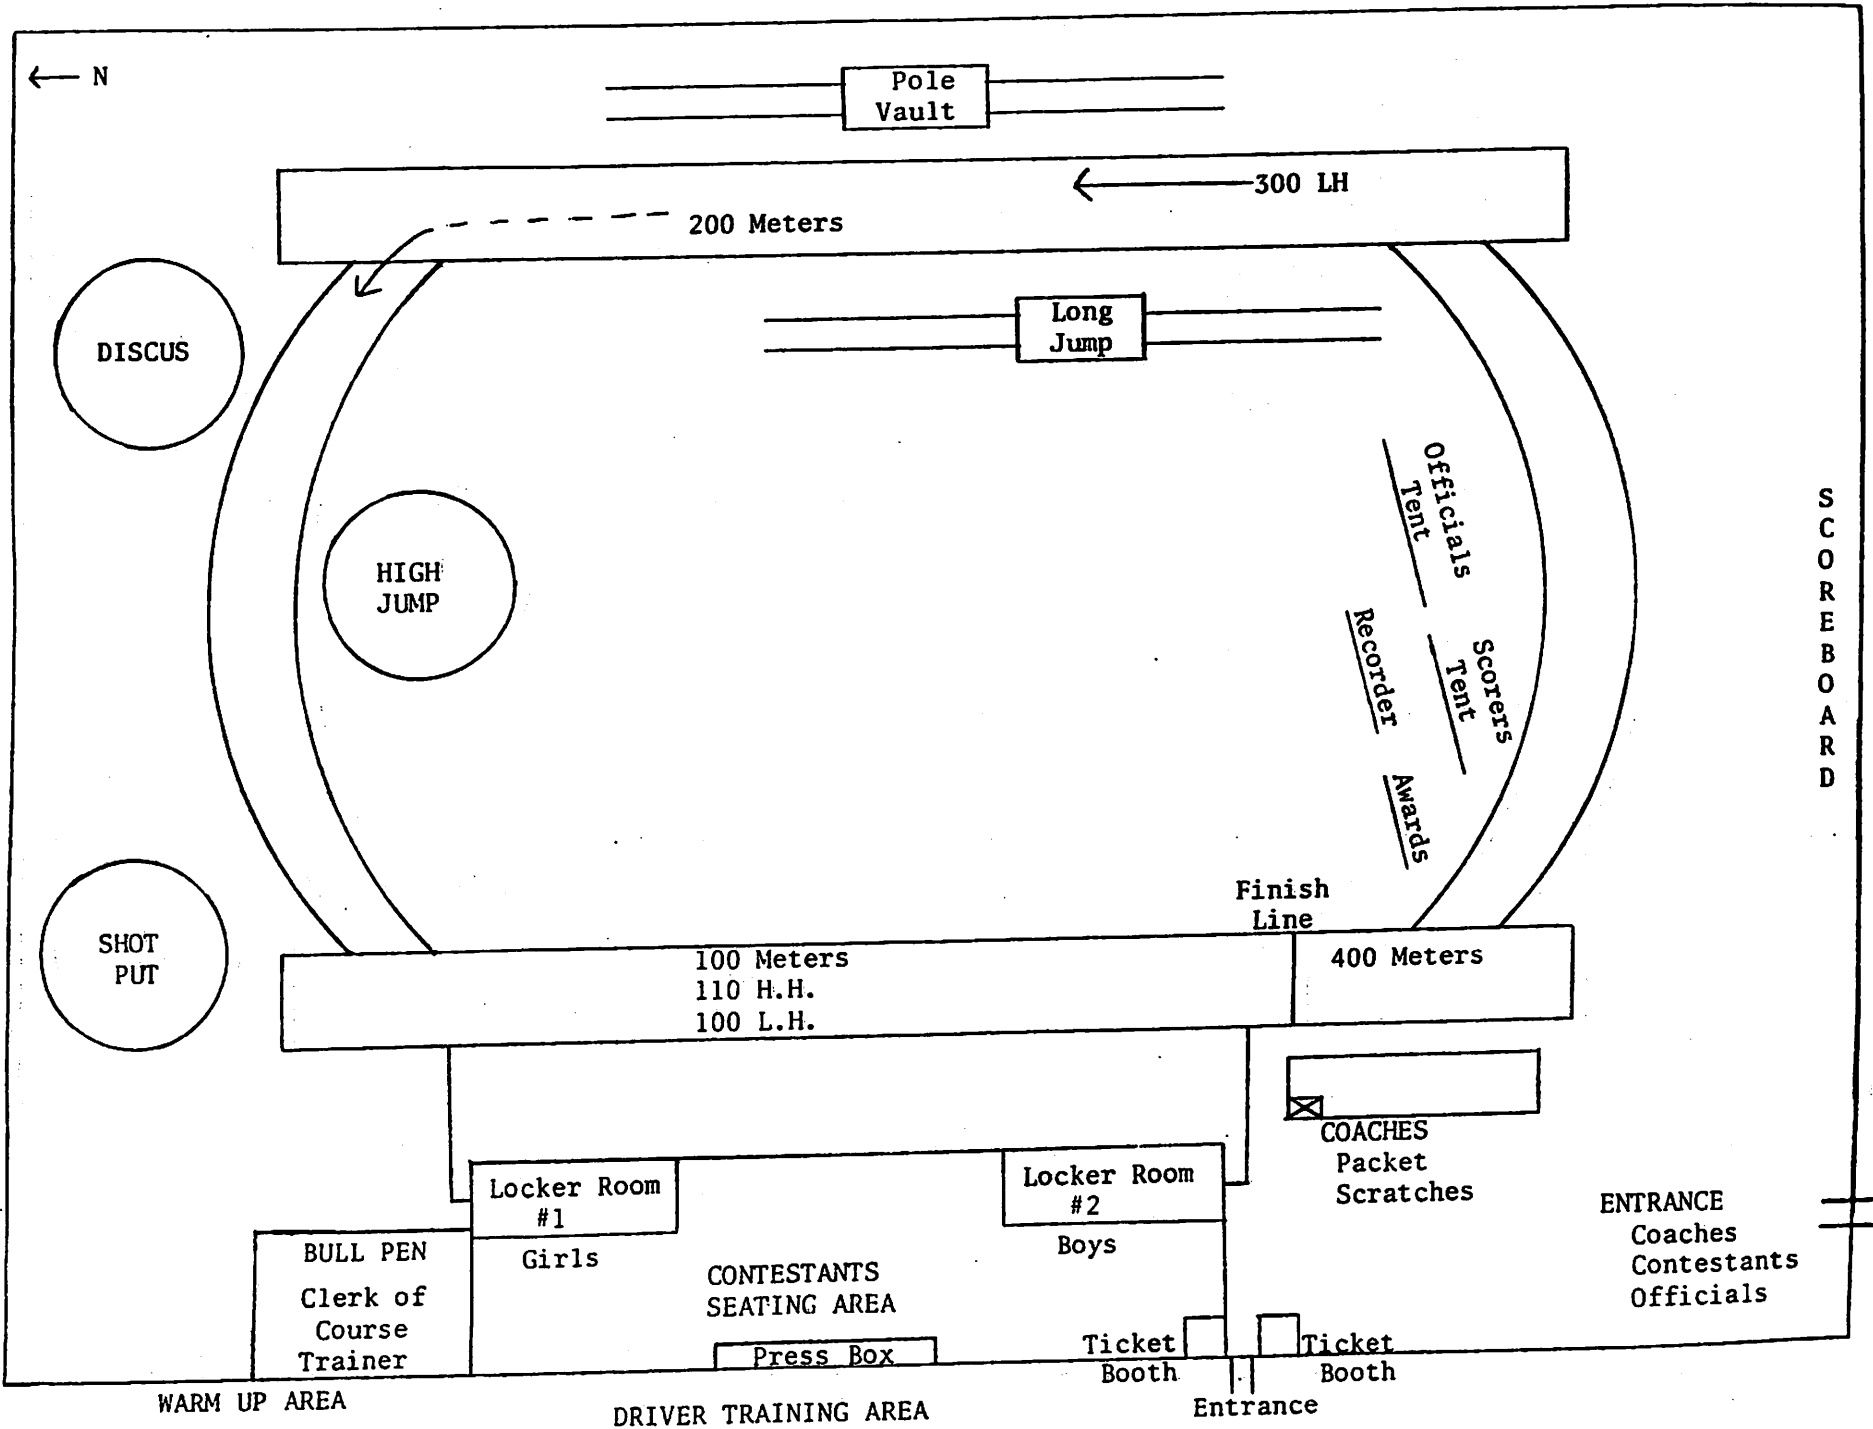 N
Pole
Vault
300 LH
200 Meters
Long
Jump
DISCUS
Officials
Tent
SCOREBOARD
HIGH
JUMP
Recorder
Scorers
Tent
Awards
Finish
Line
SHOT
PUT
100 Meters
110 H.H.
100 L.H.
400 Meters
COACHES
Packet
Scratches
Locker Room
#1
Girls
Locker Room
#2
Boys
ENTRANCE
Coaches
Contestants
Officials
BULL PEN
Clerk of
Course
Trainer
CONTESTANTS
SEATING AREA
Press Box
Ticket
Booth
Ticket
Booth
Entrance
WARM UP AREA
DRIVER TRAINING AREA